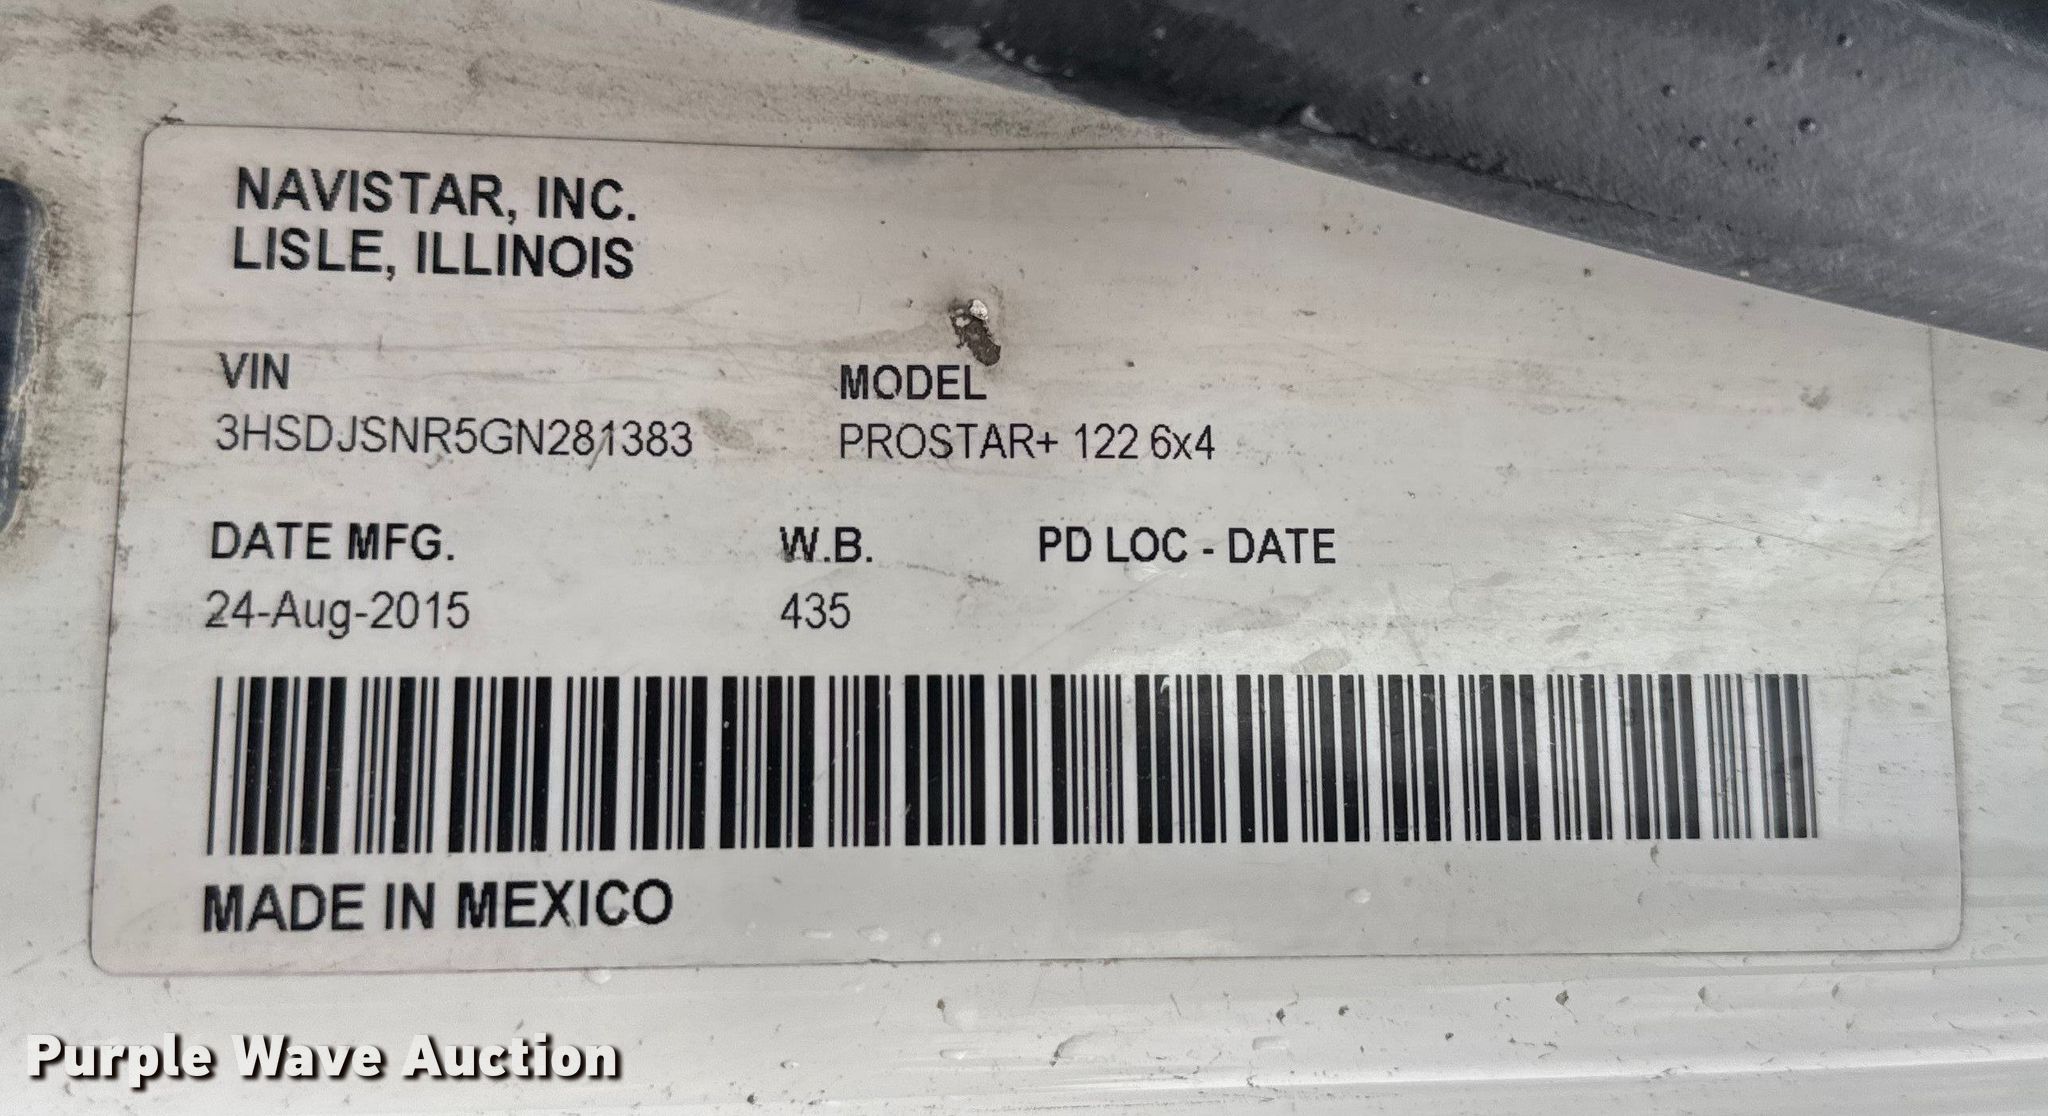 NAVISTAR, INC.
LISLE, ILLINOIS
VIN
3HSDJSNR5GN281383
MODEL
PROSTAR+ 122 6x4
DATE MFG.
24-Aug-2015
W.B.
435
PD LOC - DATE
MADE IN MEXICO
Purple Wave Auction